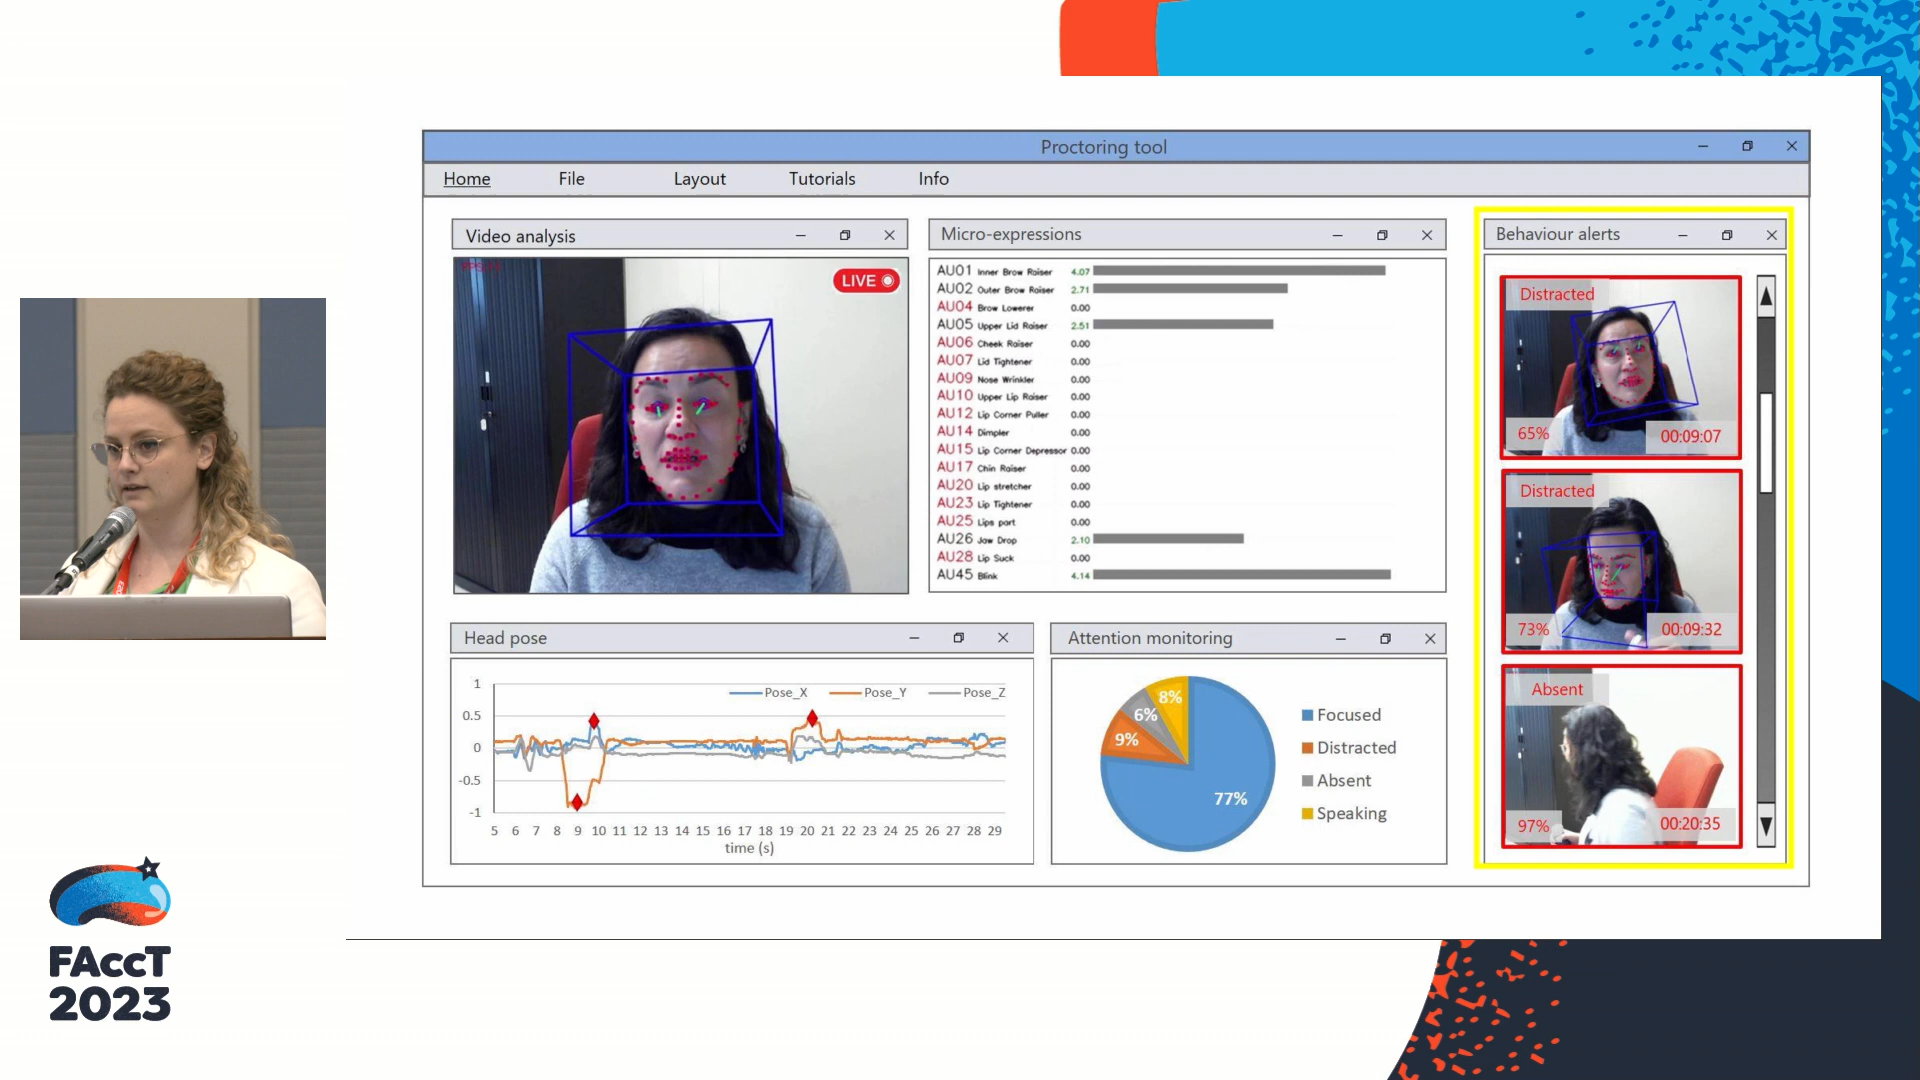 Proctoring tool
Home File Layout Tutorials Info
Video analysis
LIVE
Micro-expressions
AU01 Inner Brow Raiser 4.07
AU02 Outer Brow Raiser 2.71
AU04 Brow Lowerer 0.00
AU05 Upper Lid Raiser 2.51
AU06 Cheek Raiser 0.00
AU07 Lid Tightener 0.00
AU09 Nose Wrinkler 0.00
AU10 Upper Lip Raiser 0.00
AU12 Lip Corner Puller 0.00
AU14 Dimpler 0.00
AU15 Lip Corner Depressor 0.00
AU17 Chin Raiser 0.00
AU20 Lip stretcher 0.00
AU23 Lip Tightener 0.00
AU25 Lips part 0.00
AU26 Jaw Drop 2.10
AU28 Lip Suck 0.00
AU45 Blink 4.14
Behaviour alerts
Distracted
65% 00:09:07
Distracted
73% 00:09:32
Absent
97% 00:20:35
Head pose
Pose_X Pose_Y Pose_Z
1
0.5
0
-0.5
-1
5 6 7 8 9 10 11 12 13 14 15 16 17 18 19 20 21 22 23 24 25 26 27 28 29
time (s)
Attention monitoring
8%
6%
9%
77%
Focused
Distracted
Absent
Speaking
FAccT
2023